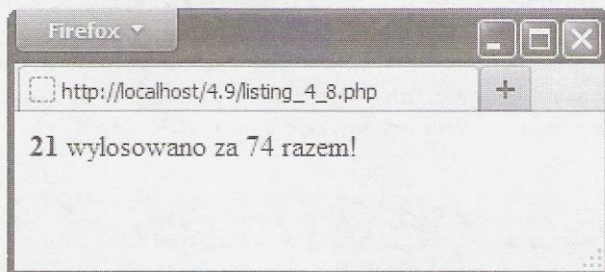 Firefox
http://localhost/4.9/listing_4_8.php
+
21 wylosowano za 74 razem!